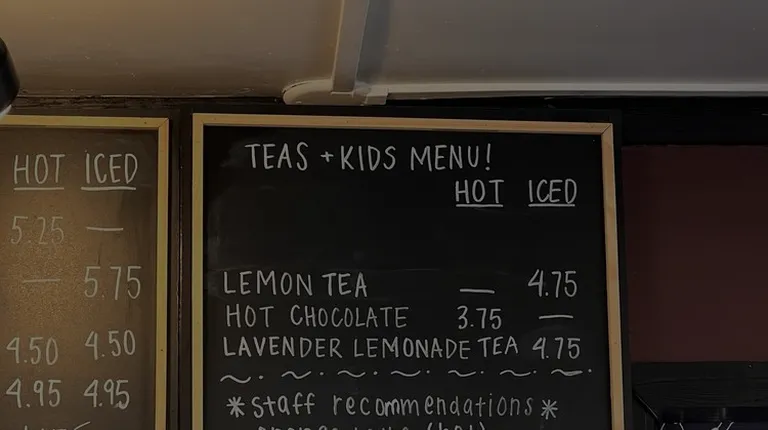 HOT ICED
5.25 —
— 5.75
4.50 4.50
4.95 4.95
TEAS + KIDS MENU!
HOT ICED
LEMON TEA — 4.75
HOT CHOCOLATE 3.75 —
LAVENDER LEMONADE TEA 4.75
*staff recommendations*